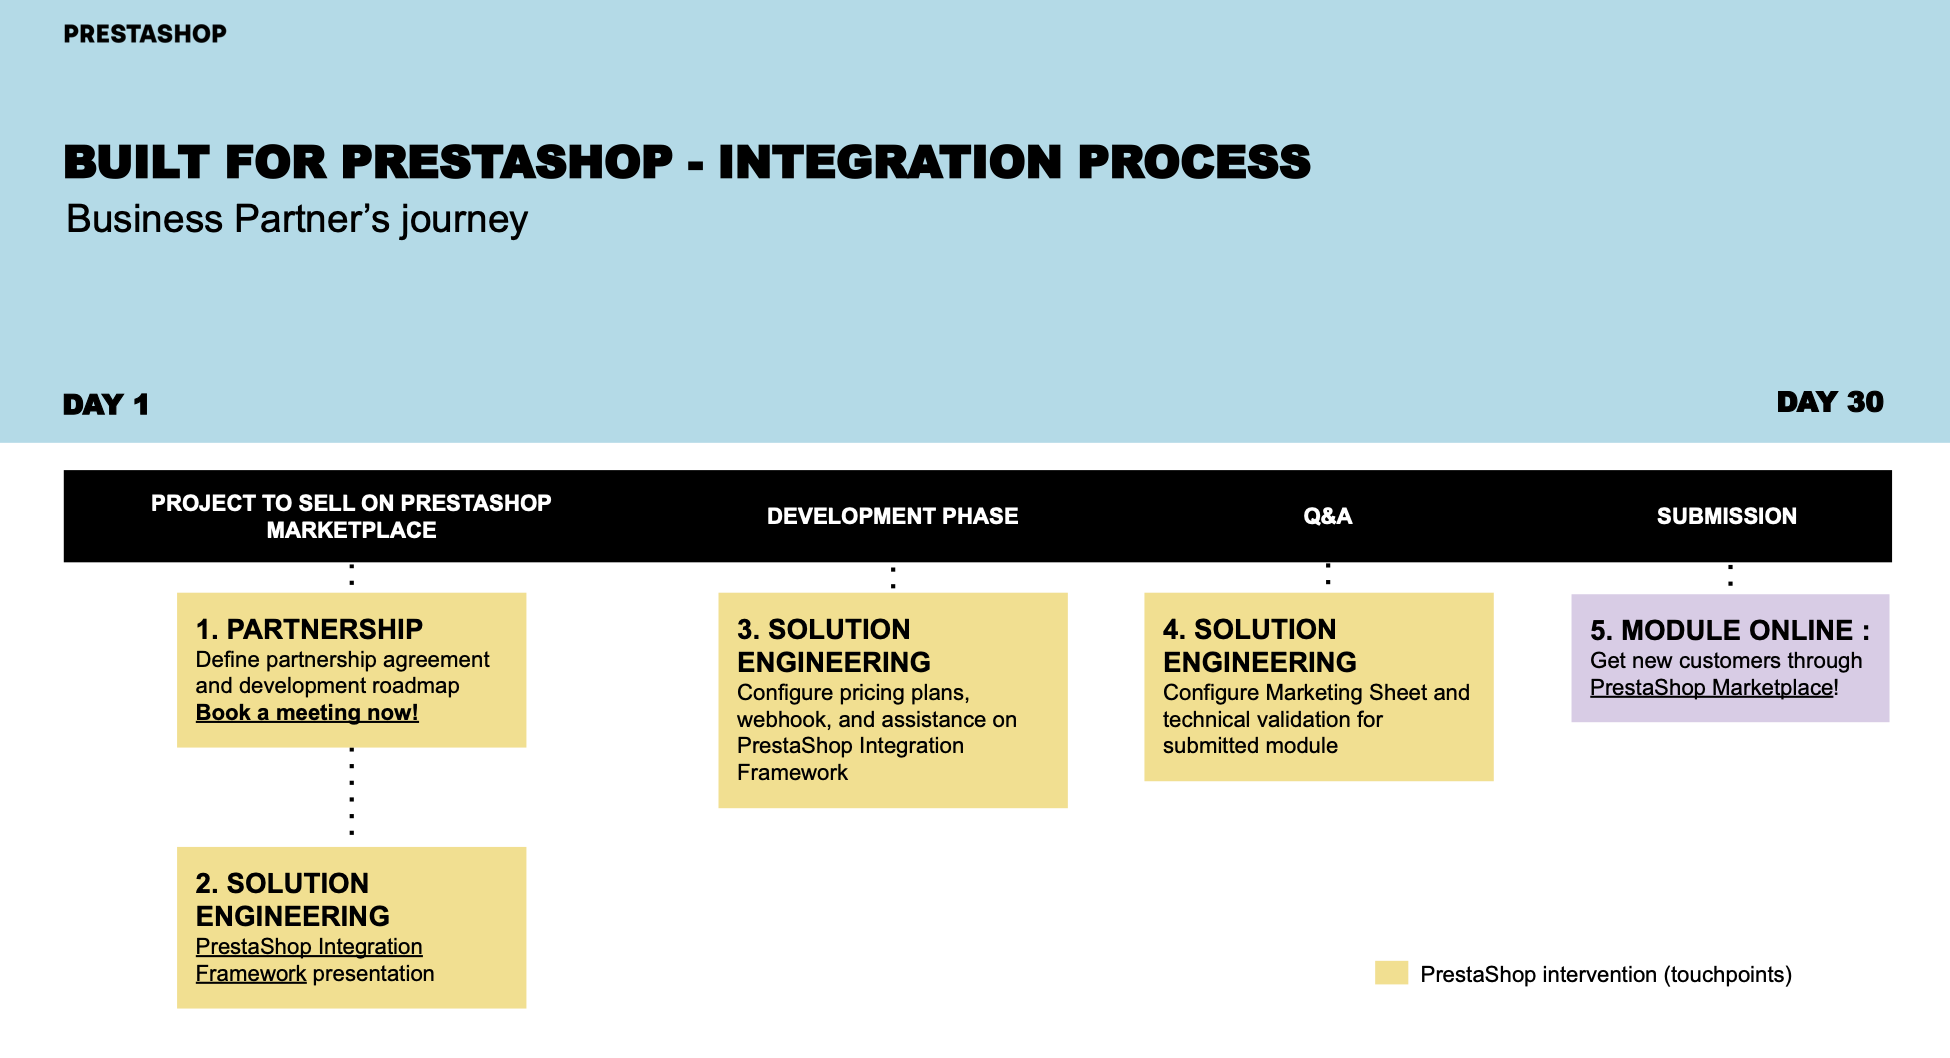 PRESTASHOP
BUILT FOR PRESTASHOP - INTEGRATION PROCESS
Business Partner’s journey
DAY 1
DAY 30
PROJECT TO SELL ON PRESTASHOP
MARKETPLACE
DEVELOPMENT PHASE
Q&A
SUBMISSION
1. PARTNERSHIP
Define partnership agreement
and development roadmap
Book a meeting now!
2. SOLUTION
ENGINEERING
PrestaShop Integration
Framework presentation
3. SOLUTION
ENGINEERING
Configure pricing plans,
webhook, and assistance on
PrestaShop Integration
Framework
4. SOLUTION
ENGINEERING
Configure Marketing Sheet and
technical validation for
submitted module
5. MODULE ONLINE :
Get new customers through
PrestaShop Marketplace!
PrestaShop intervention (touchpoints)